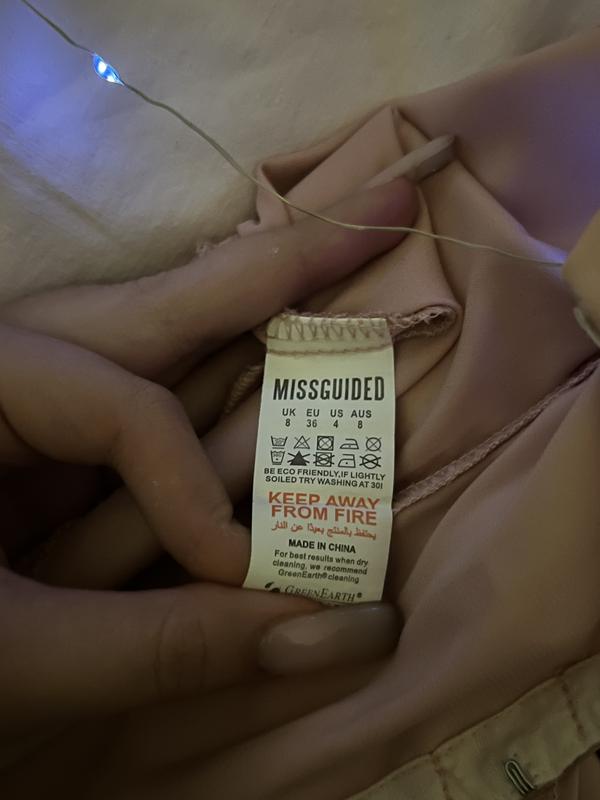 MISSGUIDED
UK EU US AUS
8 36 4 8
BE ECO FRIENDLY,IF LIGHTLY
SOILED TRY WASHING AT 30!
KEEP AWAY
FROM FIRE
يحتفظ بالمنتج بعيدًا عن النار
MADE IN CHINA
For best results when dry
cleaning, we recommend
GreenEarth® cleaning
GREENEARTH®